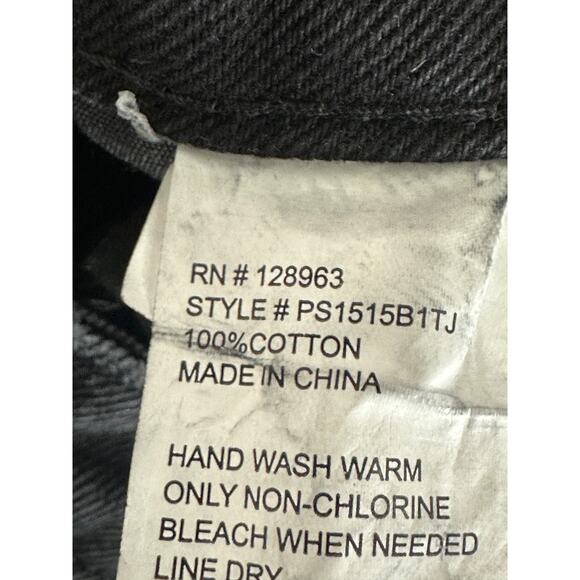 RN # 128963
STYLE # PS1515B1TJ
100%COTTON
MADE IN CHINA
HAND WASH WARM
ONLY NON-CHLORINE
BLEACH WHEN NEEDED
LINE DRY